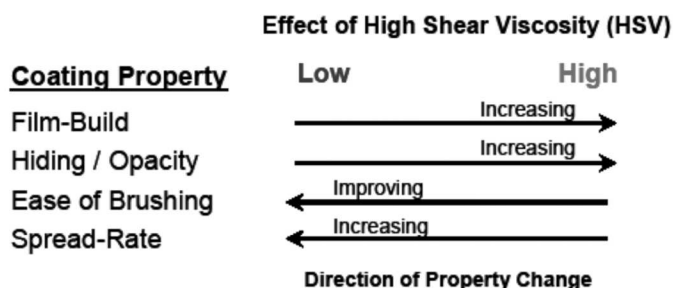 Effect of High Shear Viscosity (HSV)
Coating Property Low High
Film-Build Increasing
Hiding / Opacity Increasing
Ease of Brushing Improving
Spread-Rate Increasing
Direction of Property Change